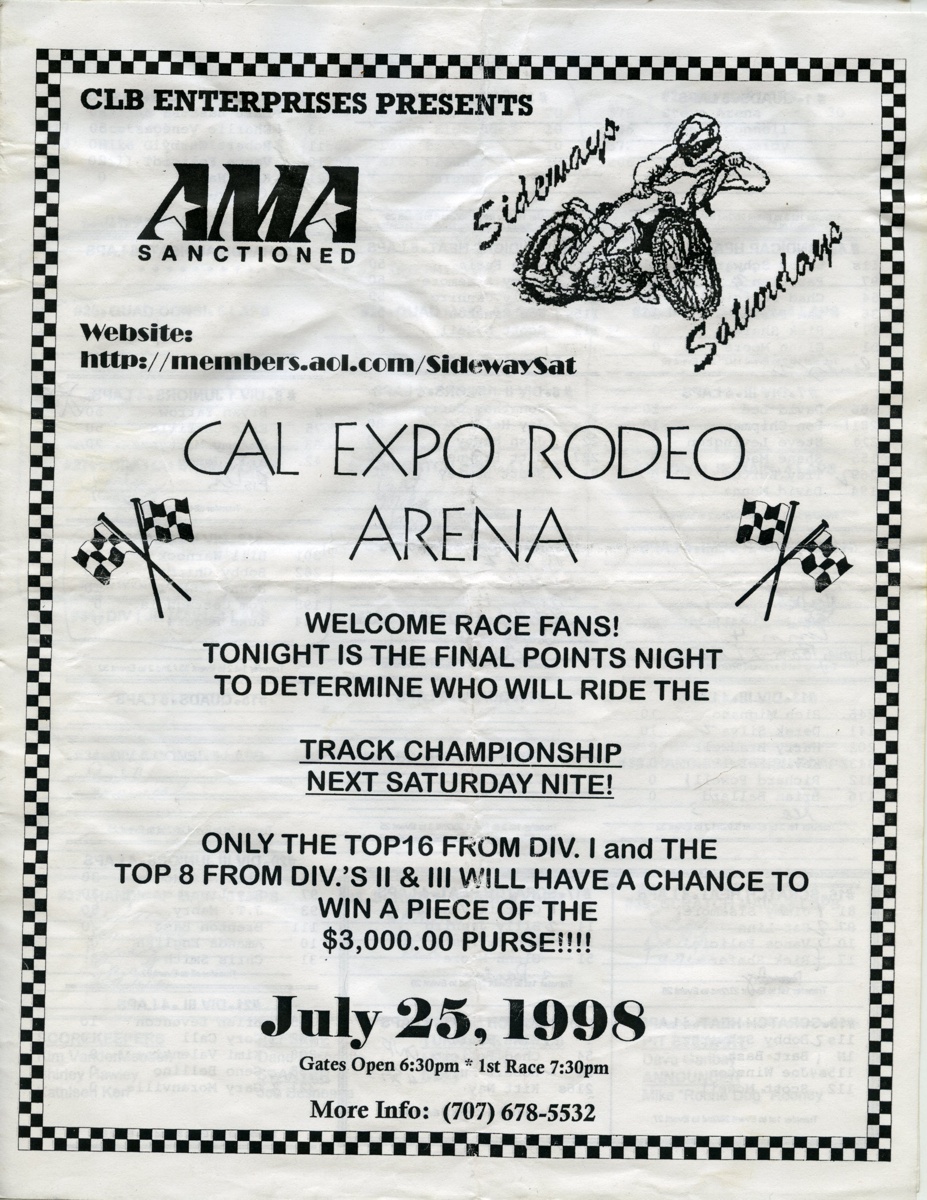 CLB ENTERPRISES PRESENTS
AMA
SANCTIONED
Sideways
Saturdays
Website:
http://members.aol.com/SidewaySat
CAL EXPO RODEO
ARENA
WELCOME RACE FANS!
TONIGHT IS THE FINAL POINTS NIGHT
TO DETERMINE WHO WILL RIDE THE
TRACK CHAMPIONSHIP
NEXT SATURDAY NITE!
ONLY THE TOP16 FROM DIV. I and THE
TOP 8 FROM DIV.'S II & III WILL HAVE A CHANCE TO
WIN A PIECE OF THE
$3,000.00 PURSE!!!!
July 25, 1998
Gates Open 6:30pm * 1st Race 7:30pm
More Info: (707) 678-5532